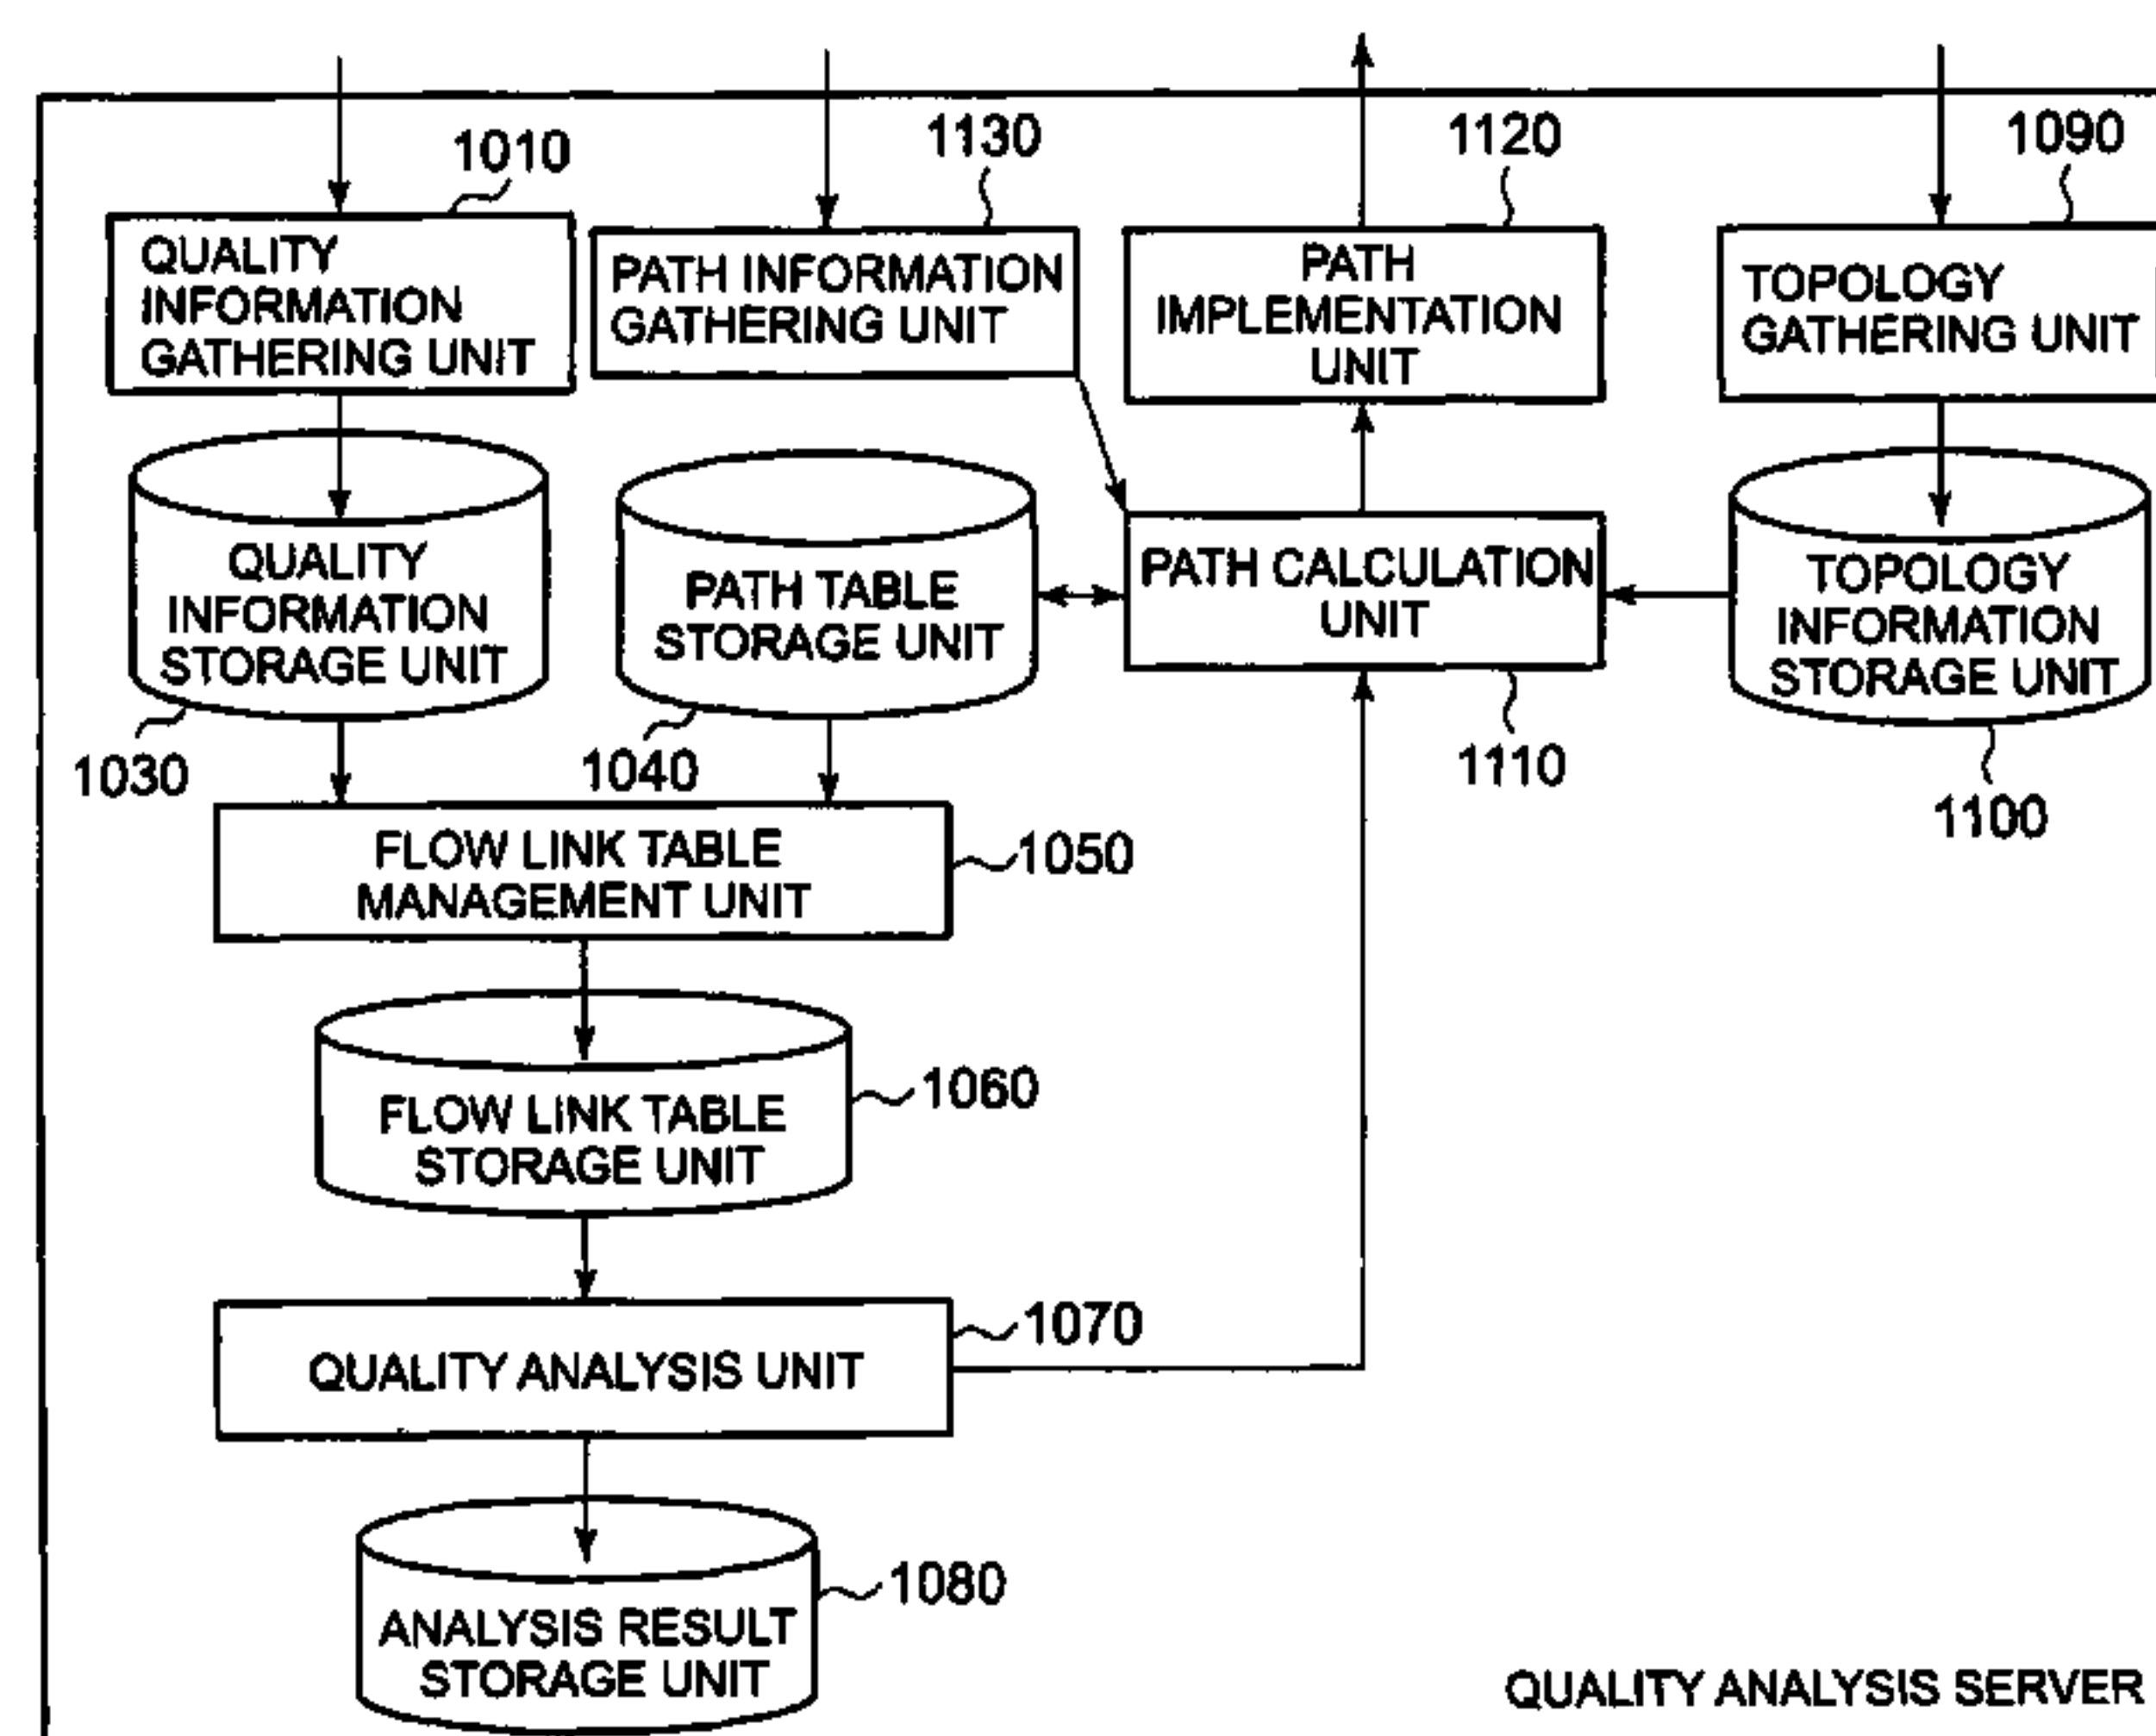 1010
1130
1120
1090
QUALITY
INFORMATION
GATHERING UNIT
PATH INFORMATION
GATHERING UNIT
PATH
IMPLEMENTATION
UNIT
TOPOLOGY
GATHERING UNIT
QUALITY
INFORMATION
STORAGE UNIT
PATH TABLE
STORAGE UNIT
PATH CALCULATION
UNIT
TOPOLOGY
INFORMATION
STORAGE UNIT
1030
1040
1110
1100
FLOW LINK TABLE
MANAGEMENT UNIT
1050
FLOW LINK TABLE
STORAGE UNIT
1060
QUALITY ANALYSIS UNIT
1070
ANALYSIS RESULT
STORAGE UNIT
1080
QUALITY ANALYSIS SERVER